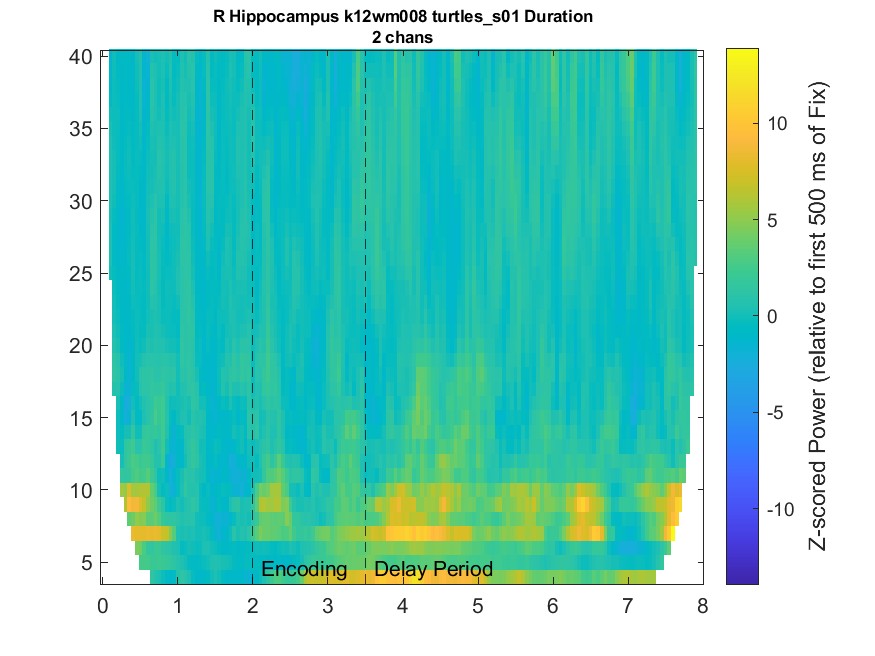 R Hippocampus k12wm008 turtles_s01 Duration
2 chans
40
35
30
25
20
15
10
5
Encoding
Delay Period
0 1 2 3 4 5 6 7 8
10
5
0
-5
-10
Z-scored Power (relative to first 500 ms of Fix)